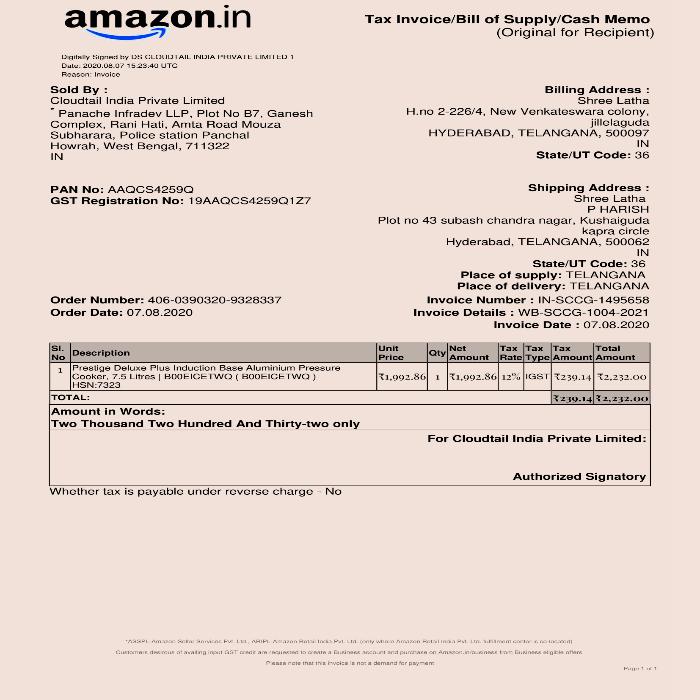 amazon.in
Tax Invoice/Bill of Supply/Cash Memo
(Original for Recipient)
Digitally Signed by DS CLOUDTAIL INDIA PRIVATE LIMITED 1
Date: 2020.08.07 15:23:40 UTC
Reason: Invoice
Sold By :
Cloudtail India Private Limited
* Panache Infradev LLP, Plot No B7, Ganesh
Complex, Rani Hati, Amta Road Mouza
Subharara, Police station Panchal
Howrah, West Bengal, 711322
IN
Billing Address :
Shree Latha
H.no 2-226/4, New Venkateswara colony,
jillelaguda
HYDERABAD, TELANGANA, 500097
IN
State/UT Code: 36
PAN No: AAQCS4259Q
GST Registration No: 19AAQCS4259Q1Z7
Shipping Address :
Shree Latha
P HARISH
Plot no 43 subash chandra nagar, Kushaiguda
kapra circle
Hyderabad, TELANGANA, 500062
IN
State/UT Code: 36
Place of supply: TELANGANA
Place of delivery: TELANGANA
Order Number: 406-0390320-9328337
Order Date: 07.08.2020
Invoice Number : IN-SCCG-1495658
Invoice Details : WB-SCCG-1004-2021
Invoice Date : 07.08.2020
Sl. No Description Unit Price Qty Net Amount Tax Rate Tax Type Tax Amount Total Amount
1 Prestige Deluxe Plus Induction Base Aluminium Pressure
Cooker, 7.5 Litres | B00EICETWQ ( B00EICETWQ )
HSN:7323
₹1,992.86 1 ₹1,992.86 12% IGST ₹239.14 ₹2,232.00
TOTAL: ₹239.14 ₹2,232.00
Amount in Words:
Two Thousand Two Hundred And Thirty-two only
For Cloudtail India Private Limited:
Authorized Signatory
Whether tax is payable under reverse charge - No
*ASSPL-Amazon Seller Services Pvt. Ltd., ARIPL-Amazon Retail India Pvt. Ltd. (only where Amazon Retail India Pvt. Ltd. fulfillment center is co-located)
Customers desirous of availing input GST credit are requested to create a Business account and purchase on Amazon.in/business from Business eligible offers
Please note that this invoice is not a demand for payment
Page 1 of 1